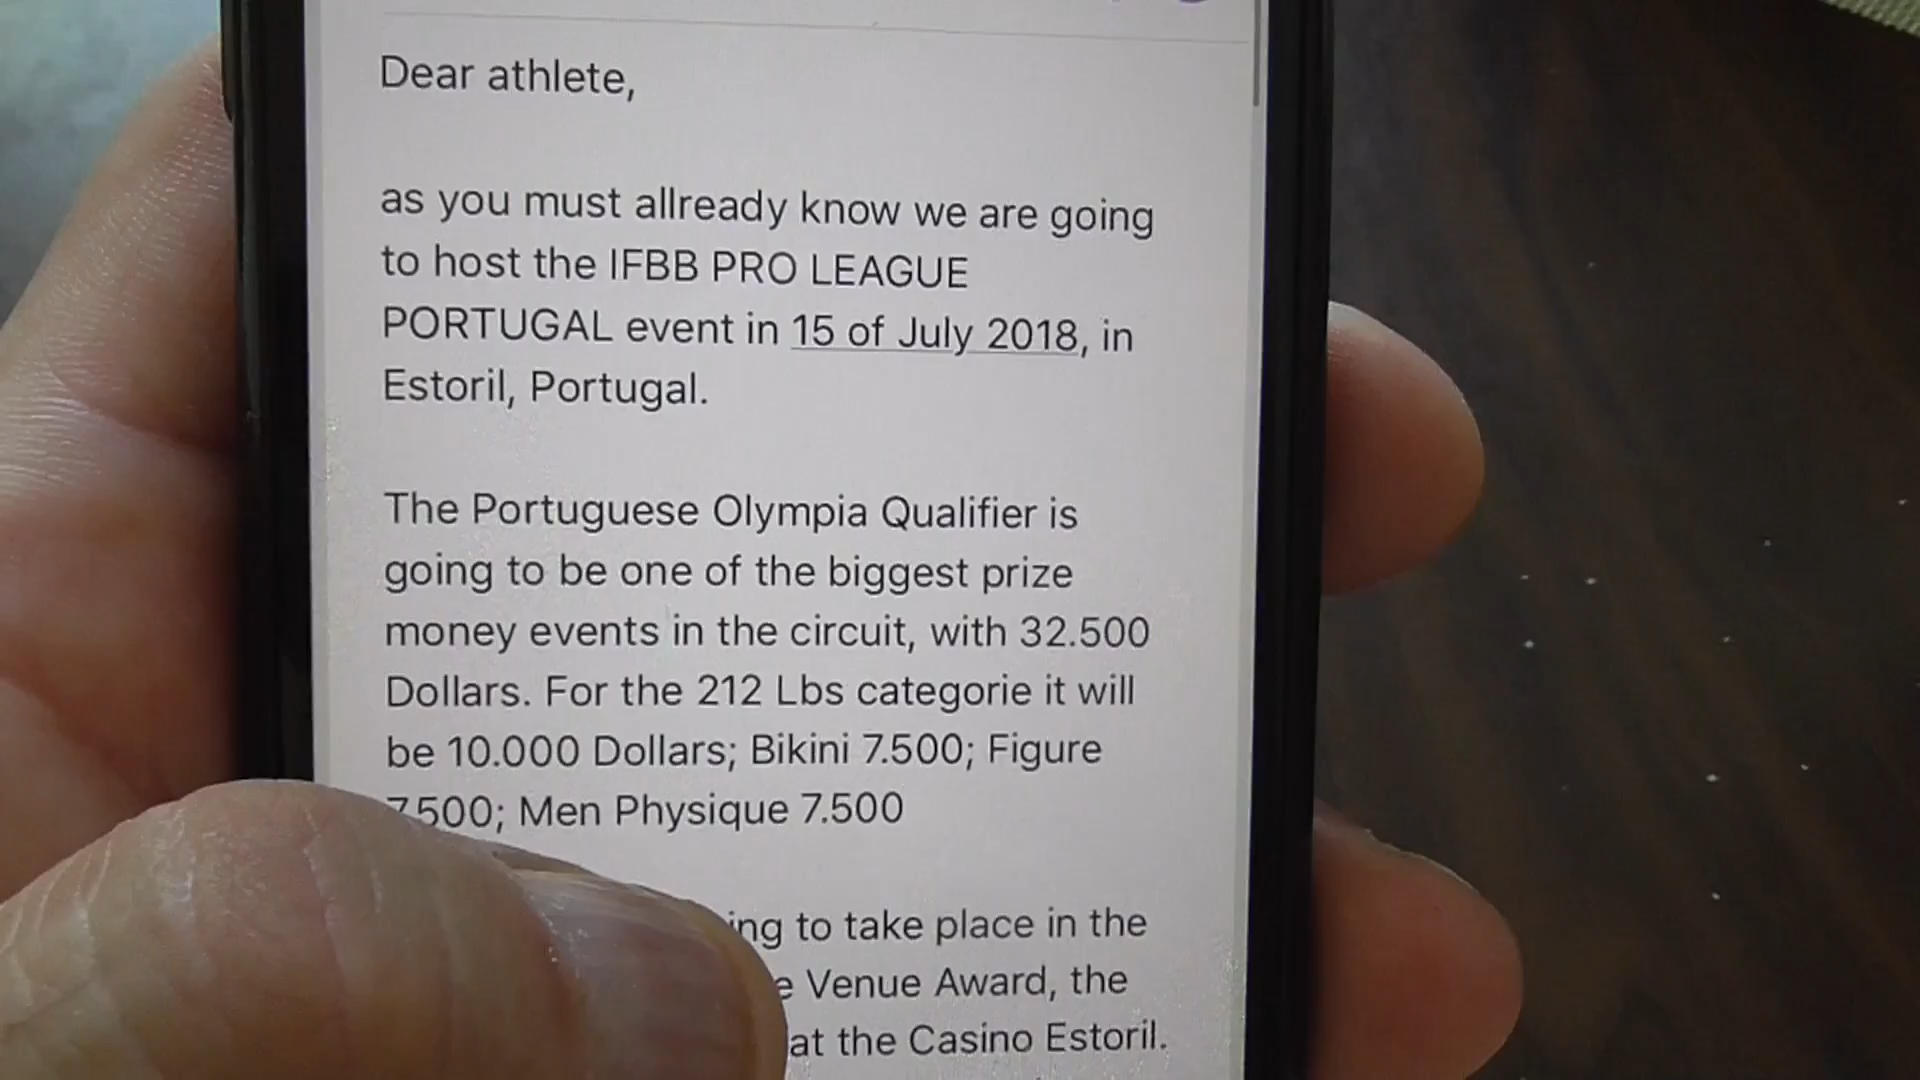 Dear athlete,
as you must allready know we are going
to host the IFBB PRO LEAGUE
PORTUGAL event in 15 of July 2018, in
Estoril, Portugal.
The Portuguese Olympia Qualifier is
going to be one of the biggest prize
money events in the circuit, with 32.500
Dollars. For the 212 Lbs categorie it will
be 10.000 Dollars; Bikini 7.500; Figure
7.500; Men Physique 7.500
to take place in the
Venue Award, the
at the Casino Estoril.